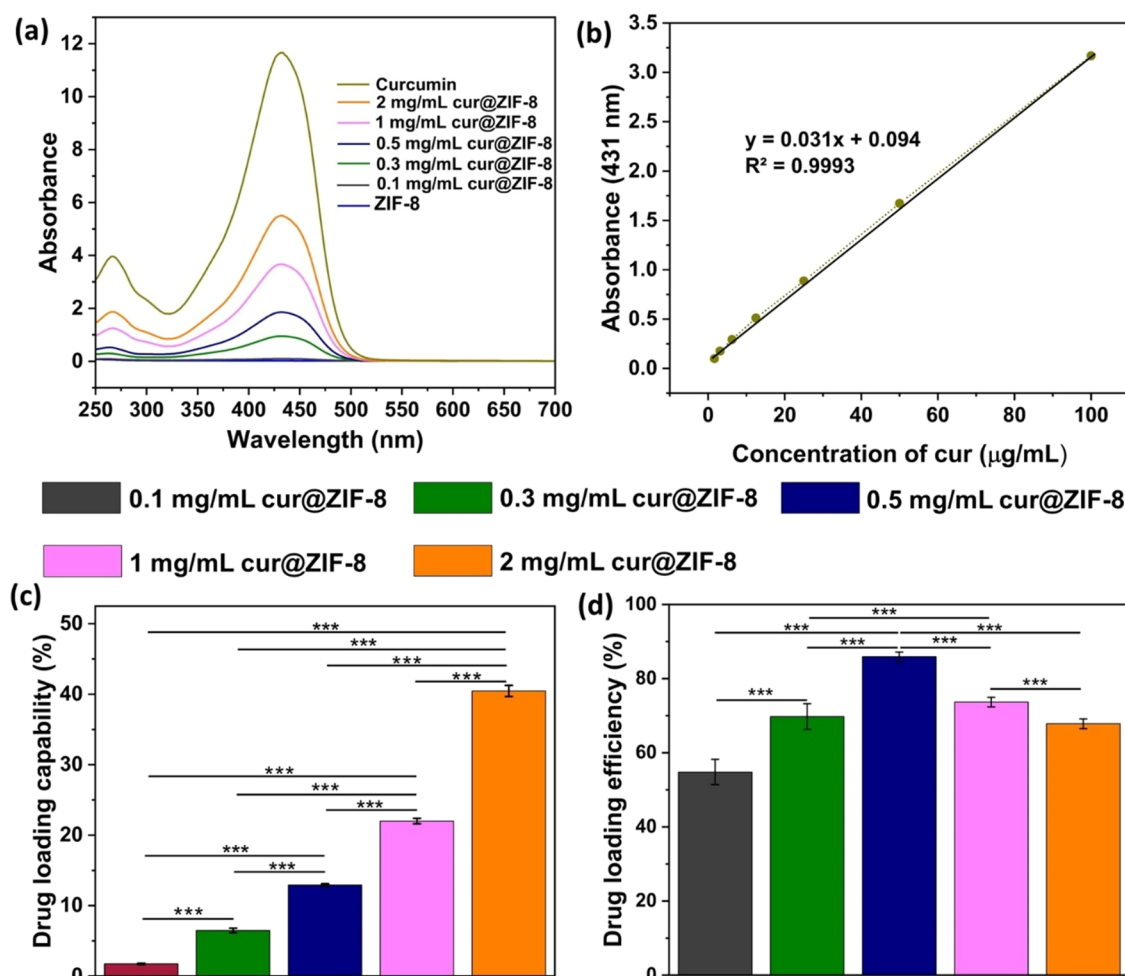 (a)
12
10
8
6
4
2
0
Absorbance
250 300 350 400 450 500 550 600 650 700
Wavelength (nm)
Curcumin
2 mg/mL cur@ZIF-8
1 mg/mL cur@ZIF-8
0.5 mg/mL cur@ZIF-8
0.3 mg/mL cur@ZIF-8
0.1 mg/mL cur@ZIF-8
ZIF-8
(b)
3.5
3.0
2.5
2.0
1.5
1.0
0.5
0.0
Absorbance (431 nm)
y = 0.031x + 0.094
R² = 0.9993
0 20 40 60 80 100
Concentration of cur (μg/mL)
0.1 mg/mL cur@ZIF-8 0.3 mg/mL cur@ZIF-8 0.5 mg/mL cur@ZIF-8
1 mg/mL cur@ZIF-8 2 mg/mL cur@ZIF-8
(c)
50
40
30
20
10
0
Drug loading capability (%)
***
***
***
***
***
***
***
***
***
***
(d)
100
80
60
40
20
0
Drug loading efficiency (%)
***
*** ***
*** ***
*** ***